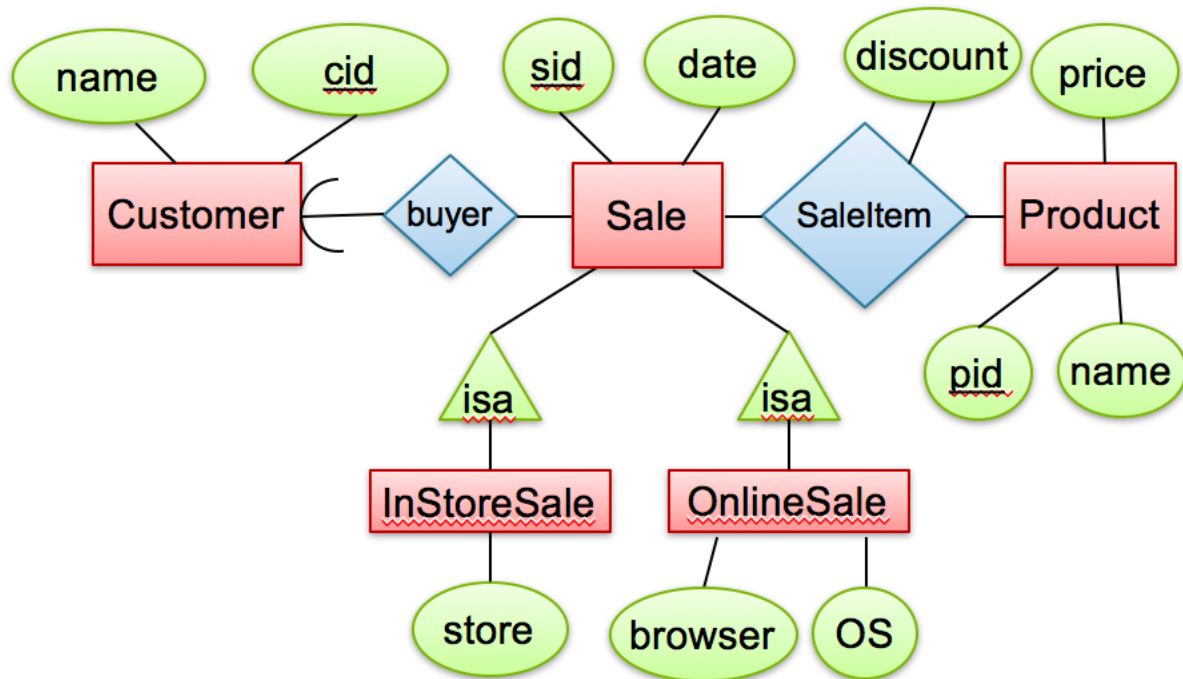 name
cid
sid
date
discount
price
Customer
buyer
Sale
SaleItem
Product
isa
isa
pid
name
InStoreSale
OnlineSale
store
browser
OS